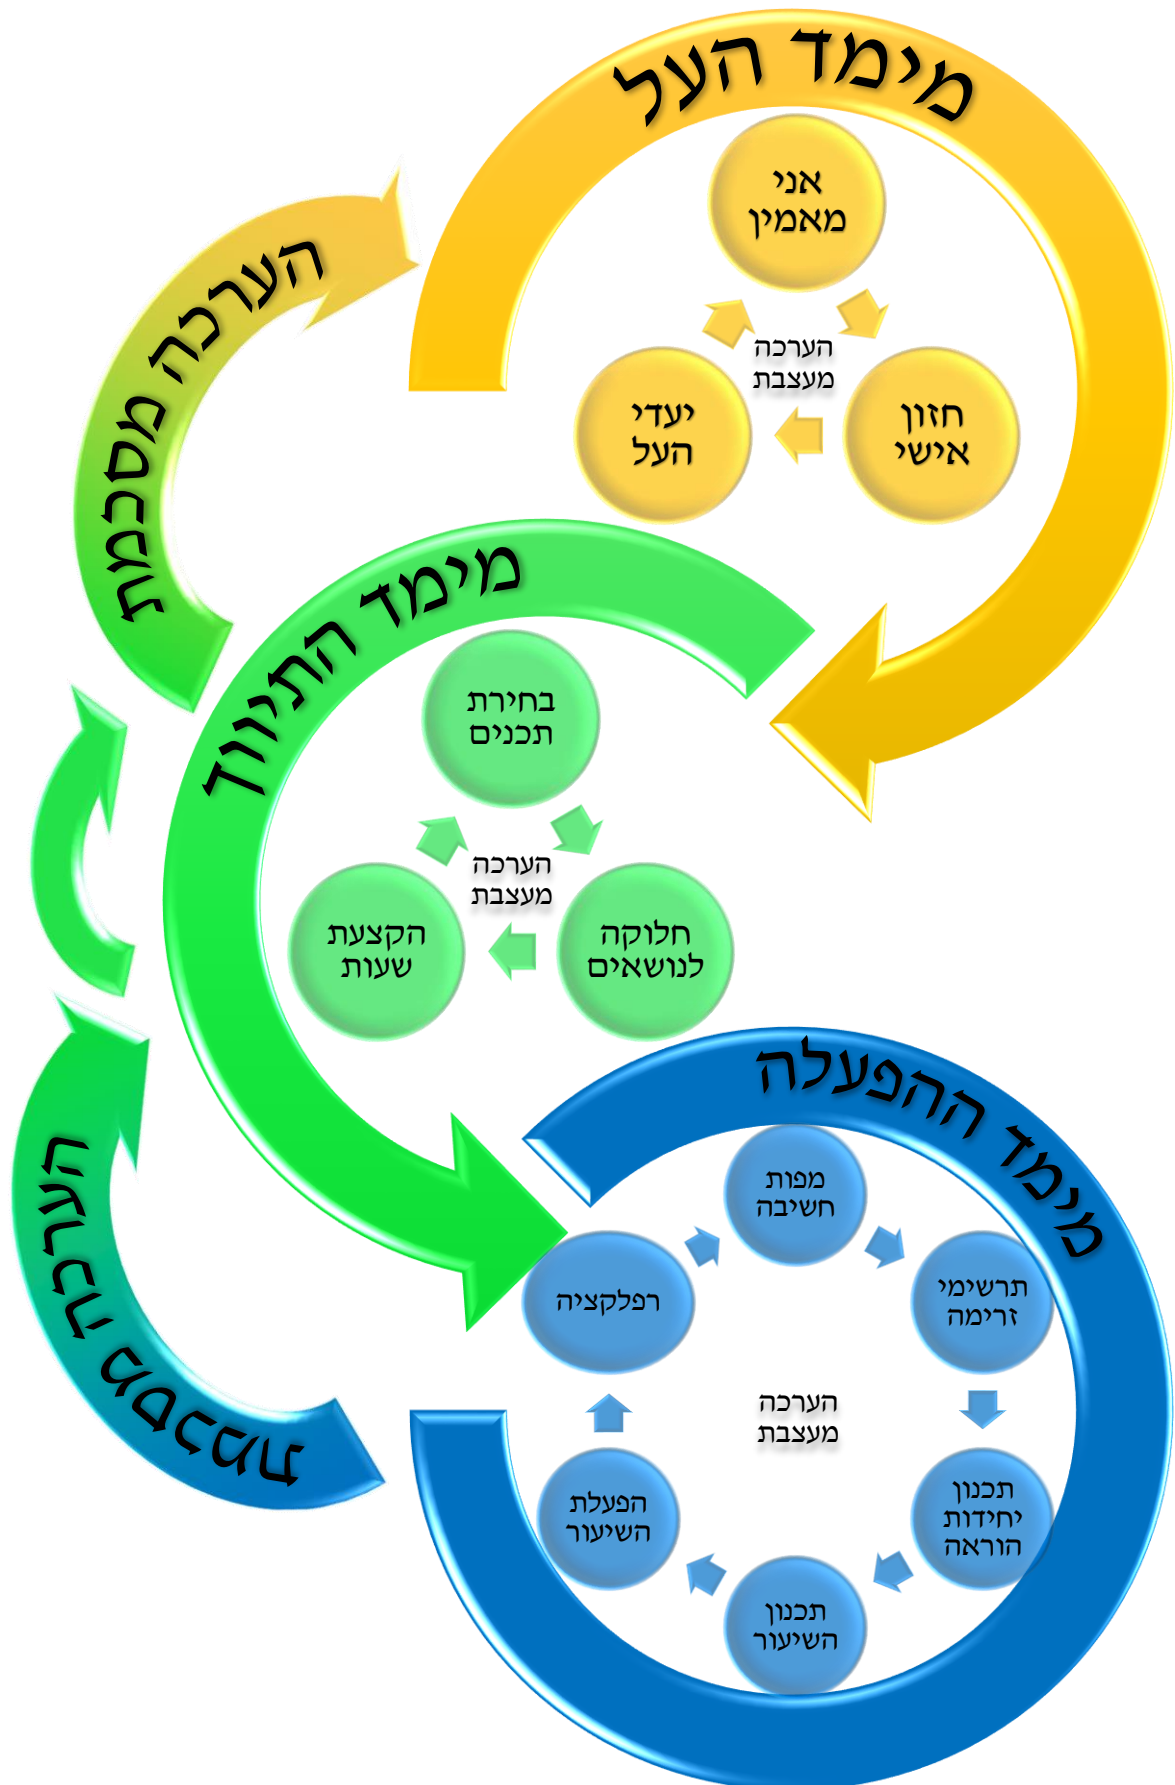 מימד העל
אני
מאמין
הערכה
מעצבת
חזון
אישי
יעדי
העל
הערכה מסכמת
מימד התיווך
בחירת
תכנים
הערכה
מעצבת
חלוקה
לנושאים
הקצעת
שעות
הערכה מסכמת
מימד ההפעלה
מפות
חשיבה
תרשימי
זרימה
תכנון
יחידות
הוראה
תכנון
השיעור
הפעלת
השיעור
רפלקציה
הערכה
מעצבת